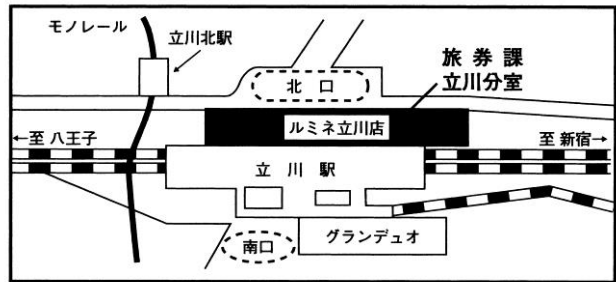 モノレール
立川北駅
北口
旅券課
立川分室
ルミネ立川店
←至 八王子
至 新宿→
立川駅
グランデュオ
南口